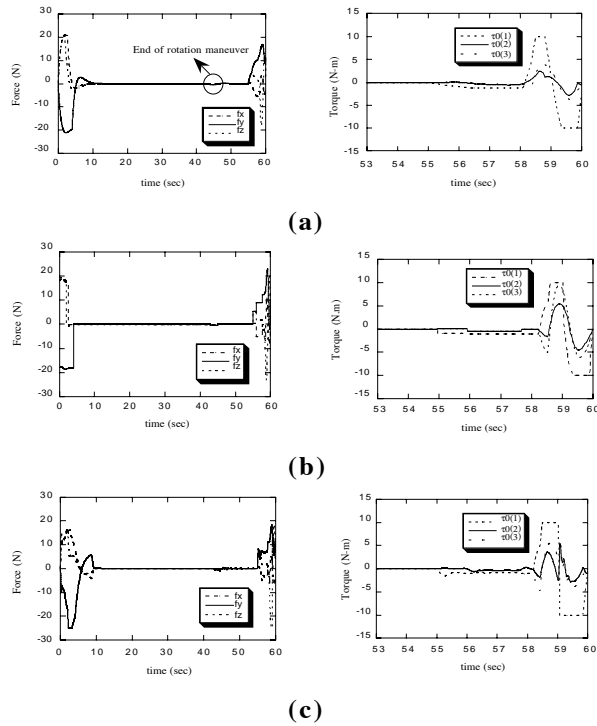 30
20
10
0
-10
-20
-30
Force (N)
0 10 20 30 40 50 60
time (sec)
End of rotation maneuver
fx
fy
fz
15
10
5
0
-5
-10
-15
Torque (N-m)
53 54 55 56 57 58 59 60
time (sec)
τ0(1)
τ0(2)
τ0(3)
(a)
30
20
10
0
-10
-20
-30
Force (N)
0 10 20 30 40 50 60
time (sec)
fx
fy
fz
15
10
5
0
-5
-10
-15
Torque (N.m)
53 54 55 56 57 58 59 60
time (sec)
τ0(1)
τ0(2)
τ0(3)
(b)
30
20
10
0
-10
-20
-30
Force (N)
0 10 20 30 40 50 60
time (sec)
fx
fy
fz
15
10
5
0
-5
-10
-15
Torque (N-m)
53 54 55 56 57 58 59 60
time (sec)
τ0(1)
τ0(2)
τ0(3)
(c)